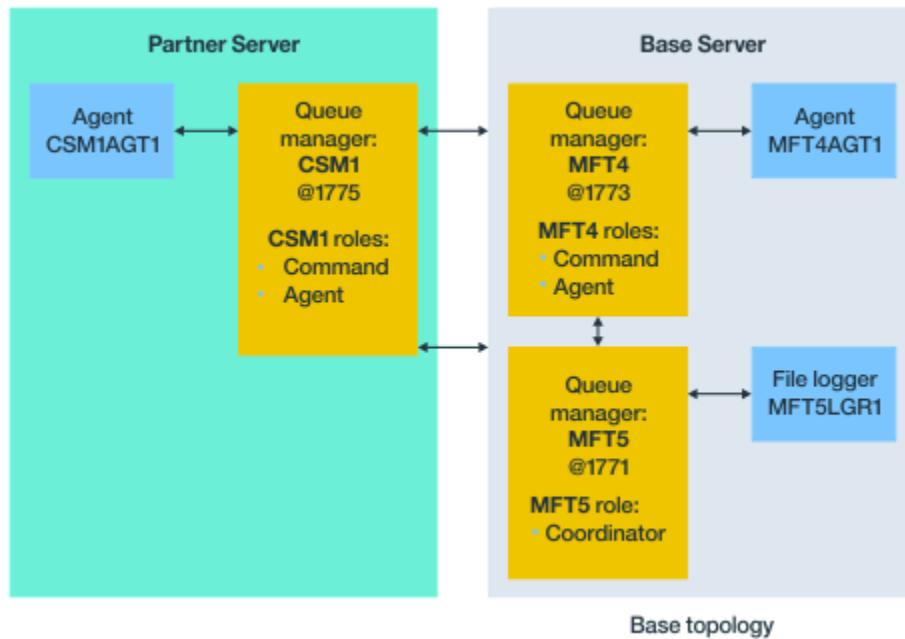 Partner Server
Agent
CSM1AGT1
Queue
manager:
CSM1
@1775
CSM1 roles:
• Command
• Agent
Base Server
Queue
manager:
MFT4
@1773
MFT4 roles:
• Command
• Agent
Agent
MFT4AGT1
Queue
manager:
MFT5
@1771
MFT5 role:
• Coordinator
File logger
MFT5LGR1
Base topology